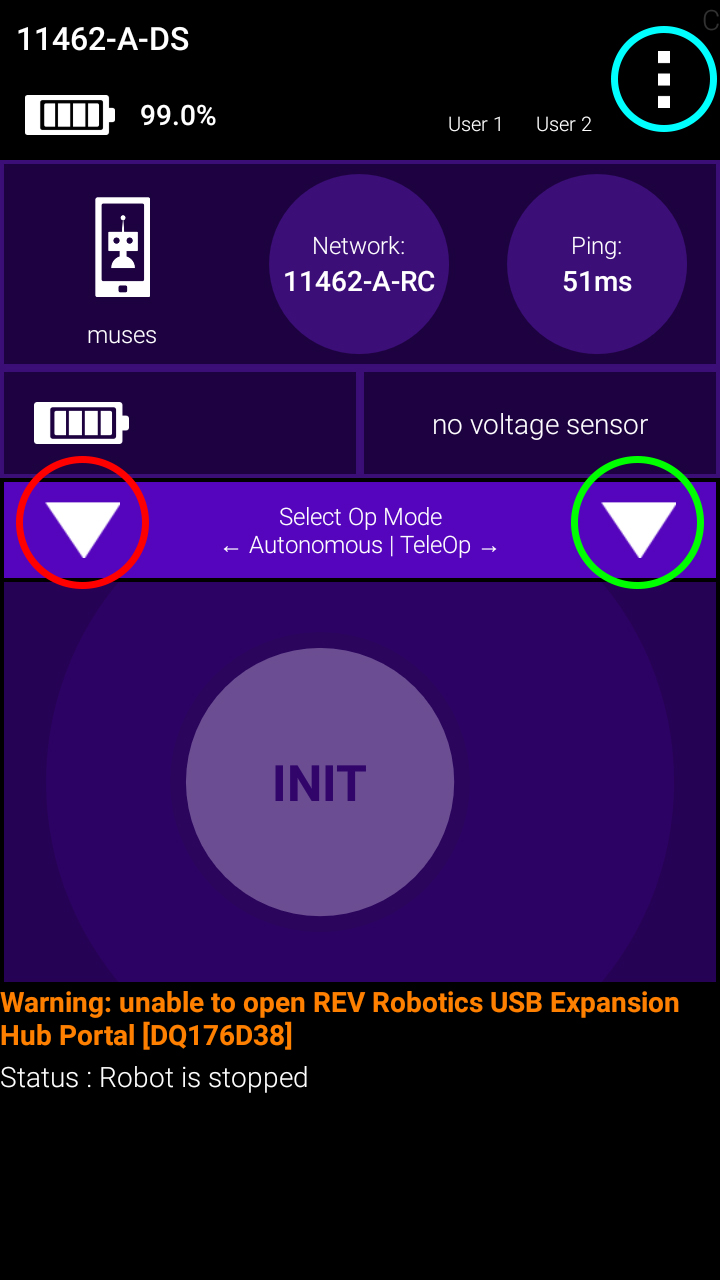 11462-A-DS
C
99.0%
User 1 User 2
Network:
11462-A-RC
Ping:
51ms
muses
no voltage sensor
Select Op Mode
← Autonomous | TeleOp →
INIT
Warning: unable to open REV Robotics USB Expansion
Hub Portal [DQ176D38]
Status : Robot is stopped